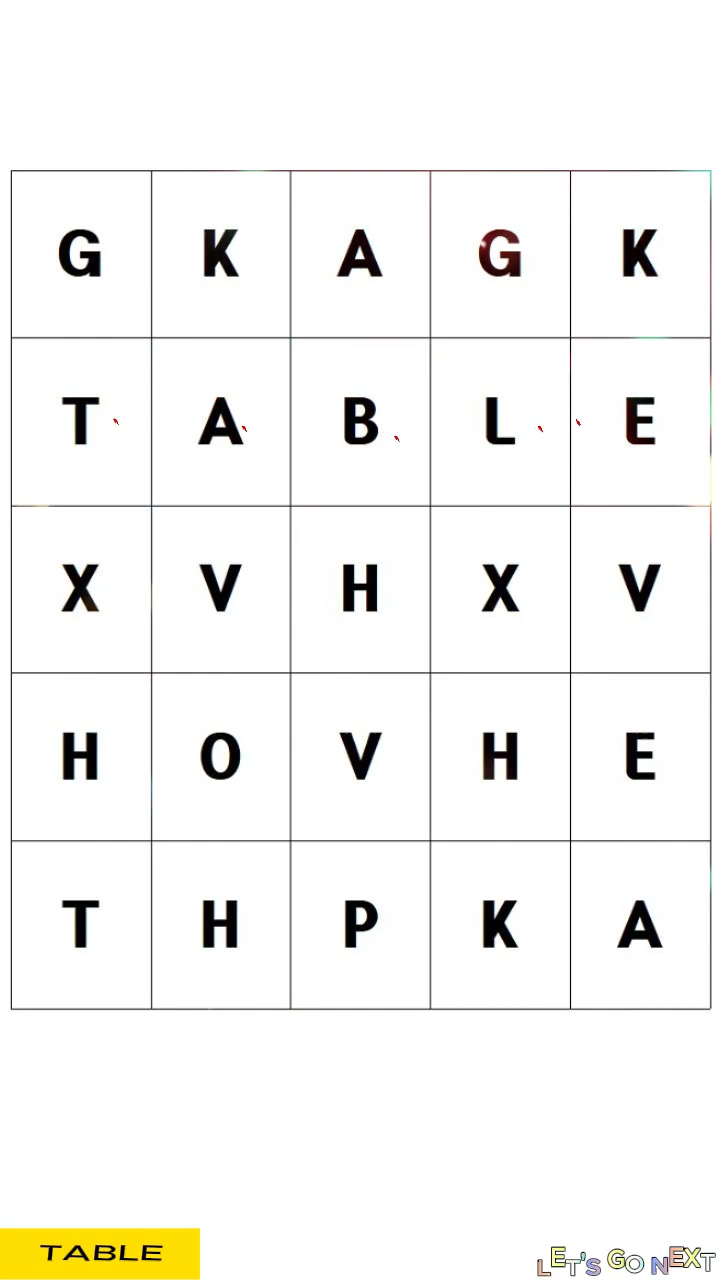 G K A G K
T A B L E
X V H X V
H O V H E
T H P K A
TABLE
LET'S GO NEXT